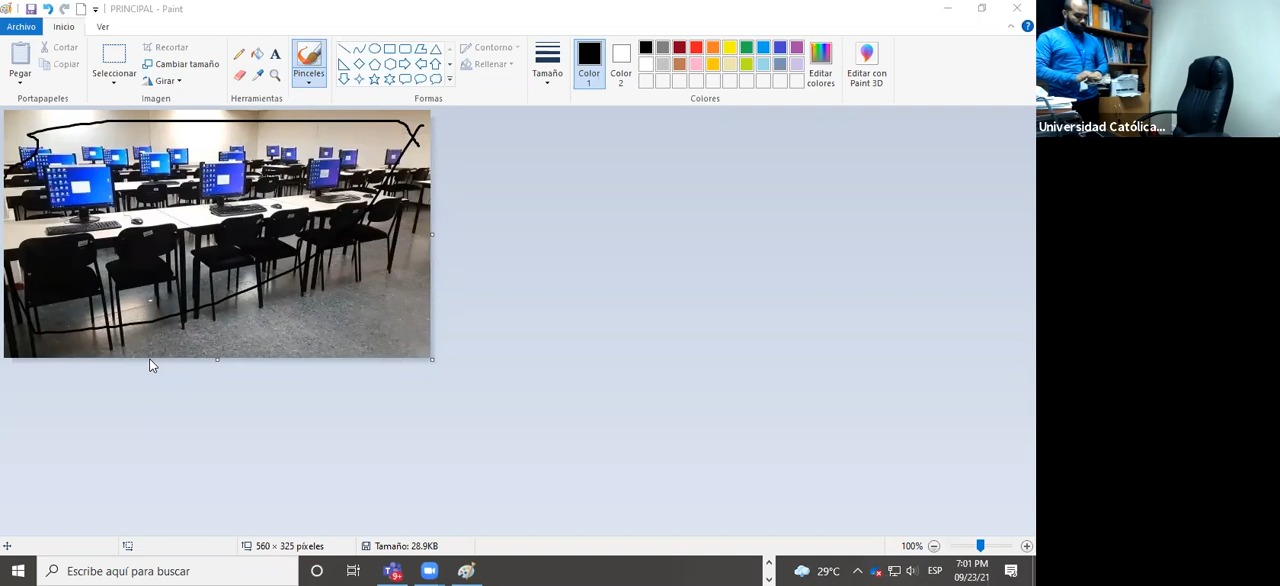 PRINCIPAL - Paint
Archivo
Inicio
Ver
Pegar
Cortar
Copiar
Portapapeles
Seleccionar
Recortar
Cambiar tamaño
Girar
Imagen
A
Herramientas
Pinceles
Contorno
Rellenar
Formas
Tamaño
Color
1
Color
2
Editar
colores
Colores
Editar con
Paint 3D
Universidad Católica...
560 × 325 píxeles
Tamaño: 28.9KB
100%
Escribe aquí para buscar
9+
29°C
ESP
7:01 PM
09/23/21